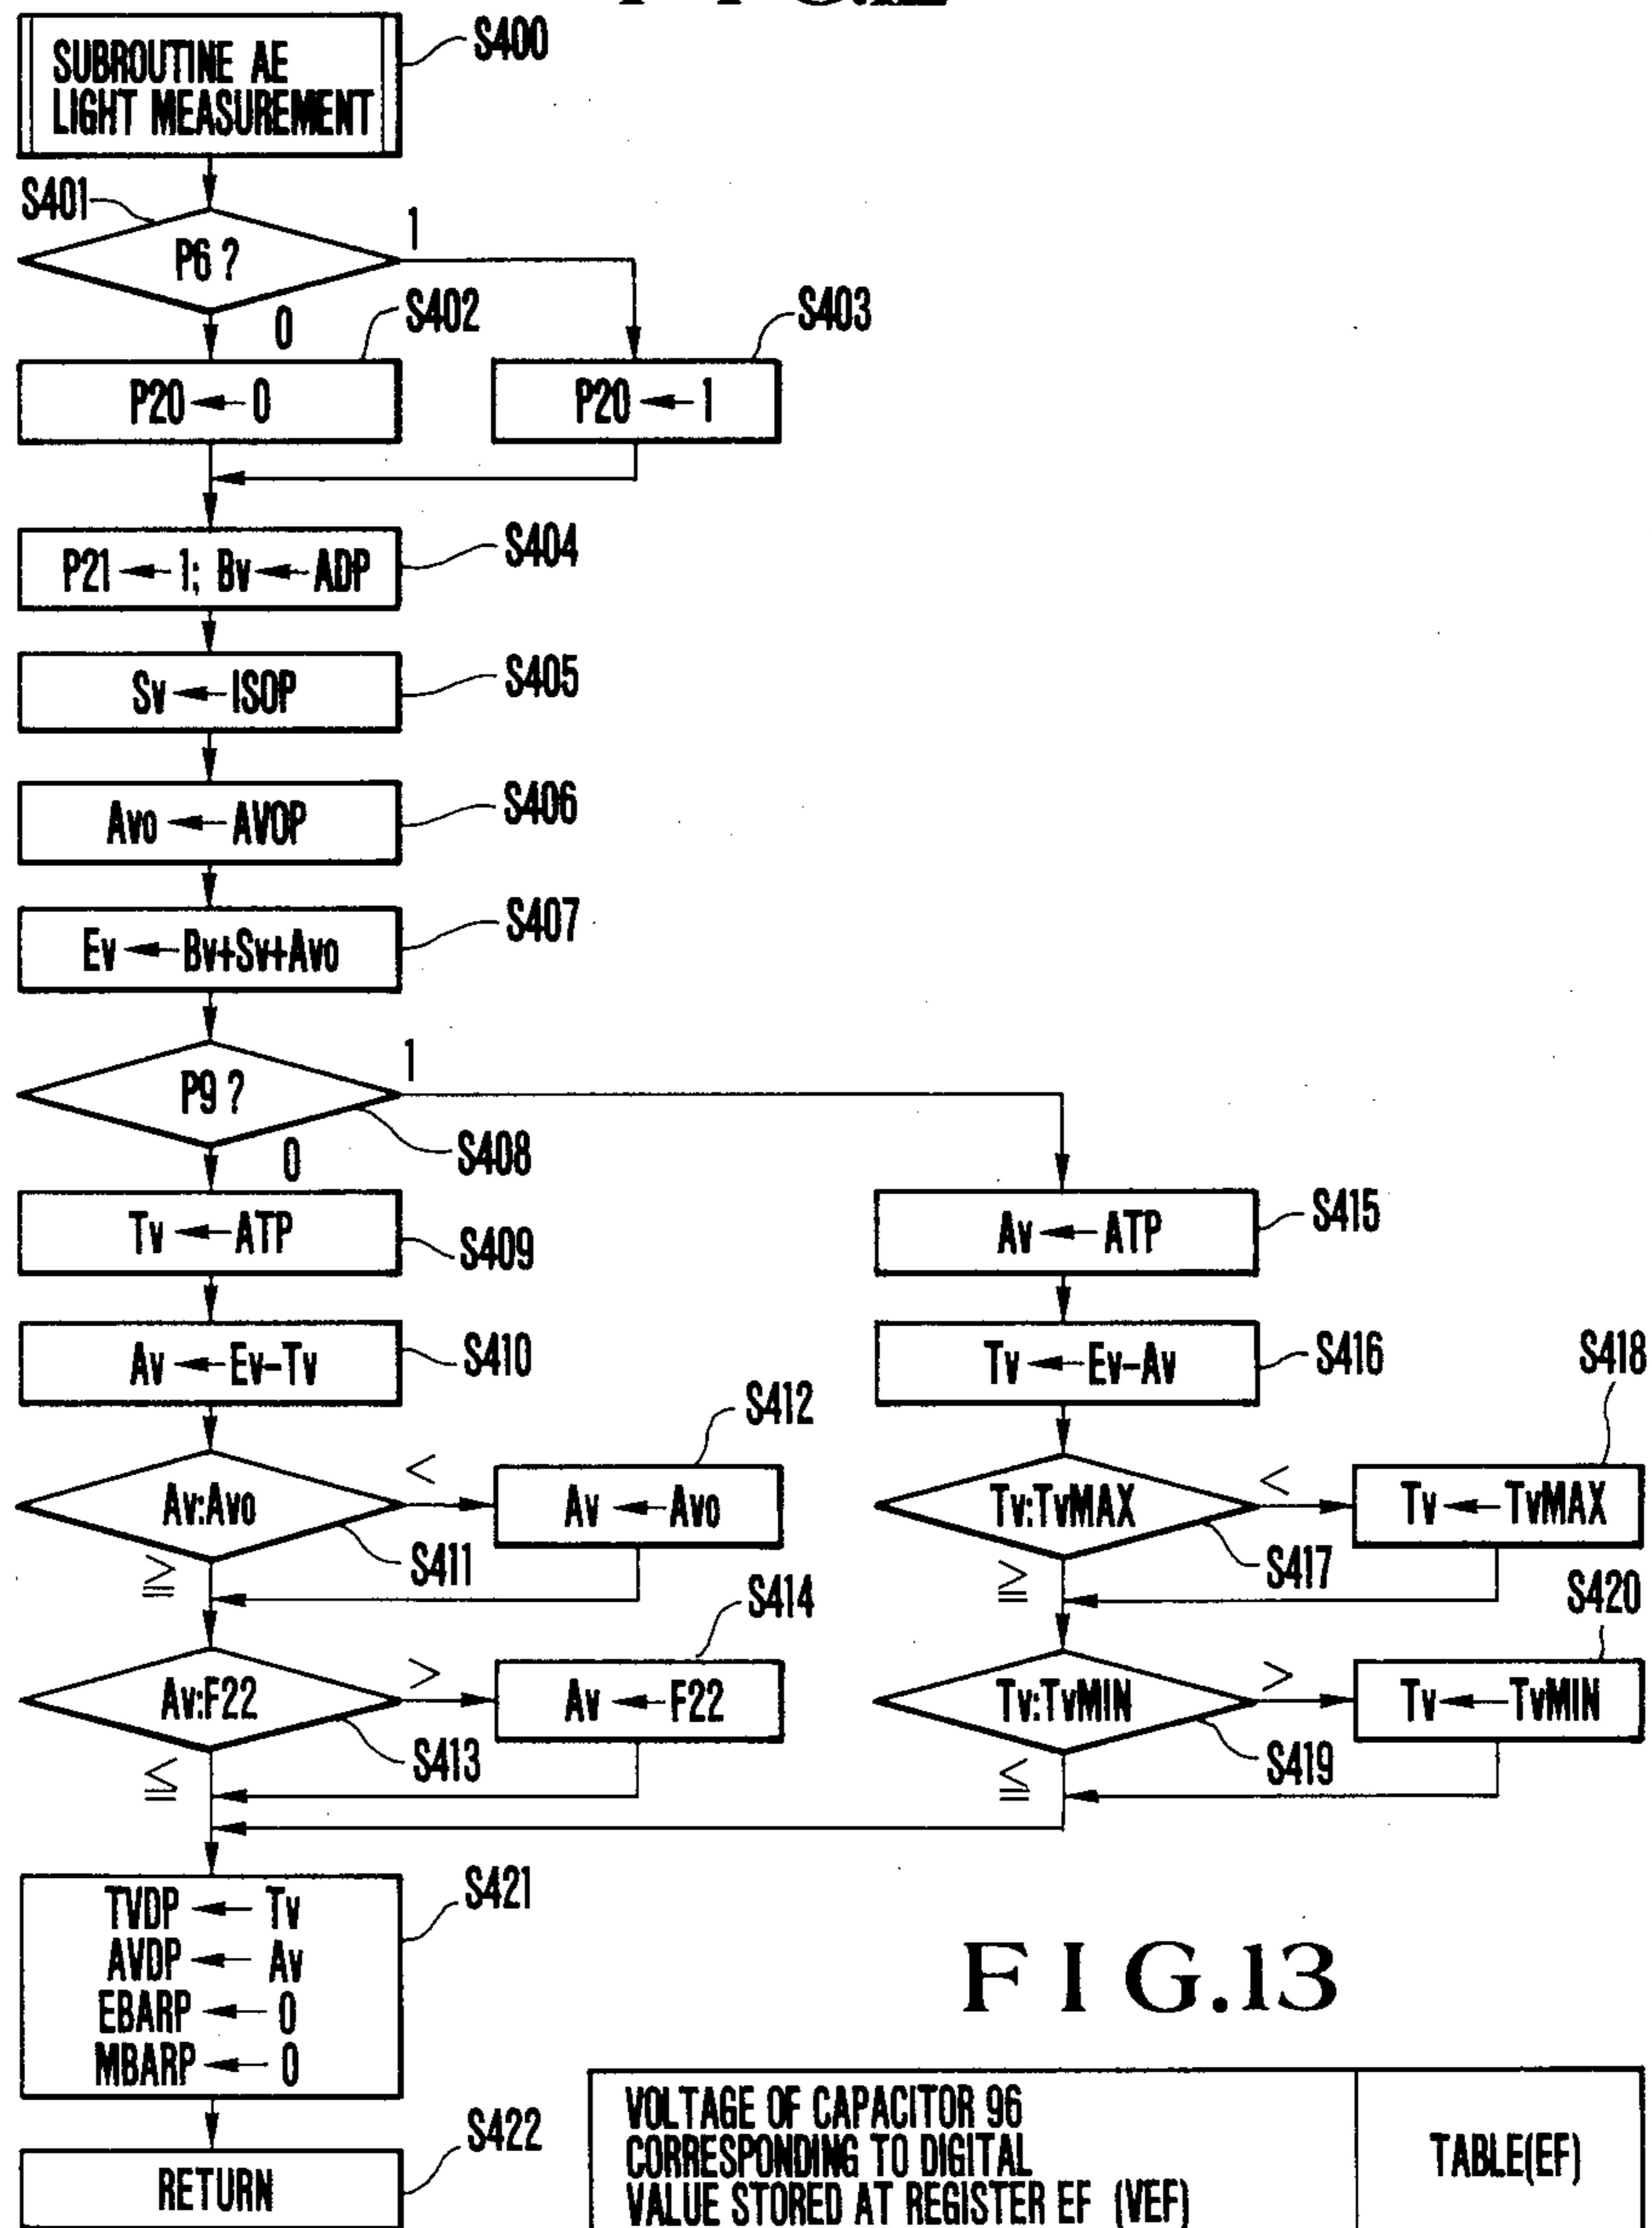 SUBROUTINE AE
LIGHT MEASUREMENT
S400
S401
P6 ?
1
0
S402
S403
P20 ← 0
P20 ← 1
P21 ← 1; Bv ← ADP
S404
Sv ← ISOP
S405
Avo ← AVOP
S406
Ev ← Bv+Sv+Avo
S407
P9 ?
1
0
S408
Tv ← ATP
S409
Av ← ATP
S415
Av ← Ev-Tv
S410
Tv ← Ev-Av
S416
S418
S412
Av:Avo
<
Av ← Avo
≧
S411
Tv:TvMAX
<
Tv ← TvMAX
≧
S417
S414
S420
Av:F22
>
Av ← F22
≦
S413
Tv:TvMIN
>
Tv ← TvMIN
≦
S419
TVDP ← Tv
AVDP ← Av
EBARP ← 0
MBARP ← 0
S421
RETURN
S422
FIG.13
VOLTAGE OF CAPACITOR 96
CORRESPONDING TO DIGITAL
VALUE STORED AT REGISTER EF (VEF)
TABLE(EF)